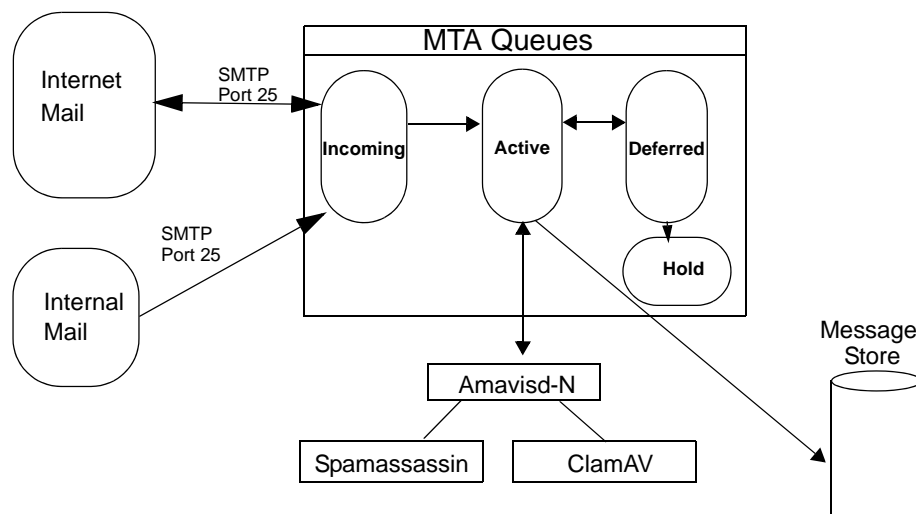 MTA Queues
Internet
Mail
SMTP
Port 25
Incoming
Active
Deferred
Hold
SMTP
Port 25
Internal
Mail
Message
Store
Amavisd-N
Spamassassin
ClamAV